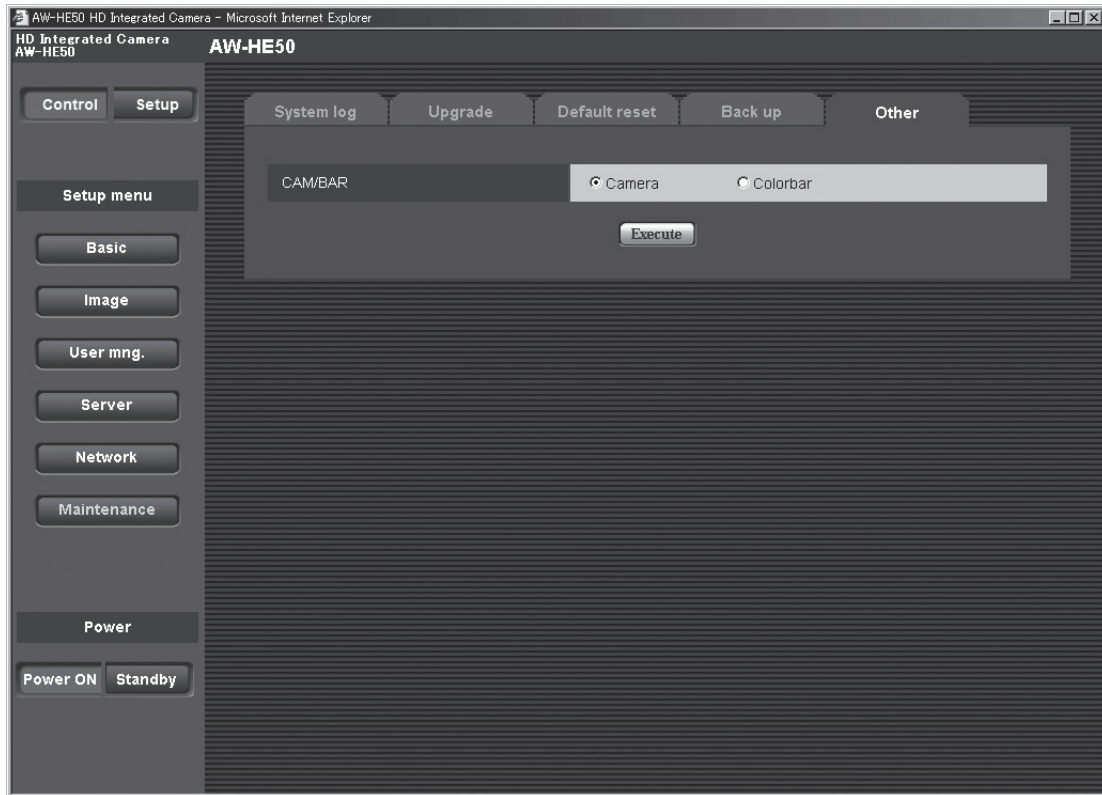 AW-HE50 HD Integrated Camera - Microsoft Internet Explorer
HD Integrated Camera
AW-HE50
AW-HE50
Control Setup
System log Upgrade Default reset Back up Other
CAM/BAR Camera Colorbar
Execute
Setup menu
Basic
Image
User mng.
Server
Network
Maintenance
Power
Power ON Standby